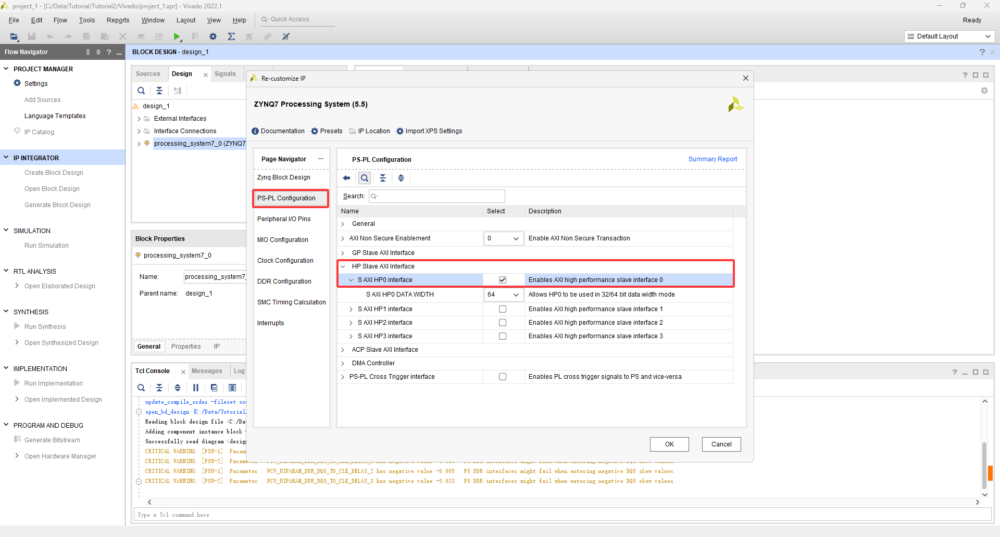 project_1 - [C:/Data/Tutorial/Tutorial2/Vivado/project_1.xpr] - Vivado 2022.1
File Edit Flow Tools Reports Window Layout View Help Quick Access Ready
Default Layout
Flow Navigator
BLOCK DESIGN - design_1
PROJECT MANAGER
Settings
Add Sources
Language Templates
IP Catalog
IP INTEGRATOR
Create Block Design
Open Block Design
Generate Block Design
SIMULATION
Run Simulation
RTL ANALYSIS
Open Elaborated Design
SYNTHESIS
Run Synthesis
Open Synthesized Design
IMPLEMENTATION
Run Implementation
Open Implemented Design
PROGRAM AND DEBUG
Generate Bitstream
Open Hardware Manager
Sources Design Signals
design_1
External Interfaces
Interface Connections
processing_system7_0 (ZYNQ7
Block Properties
processing_system7_0
Name: processing_system7_
Parent name: design_1
General Properties IP
Re-customize IP
ZYNQ7 Processing System (5.5)
Documentation Presets IP Location Import XPS Settings
Page Navigator
Zynq Block Design
PS-PL Configuration
Peripheral I/O Pins
MIO Configuration
Clock Configuration
DDR Configuration
SMC Timing Calculation
Interrupts
PS-PL Configuration Summary Report
Search:
Name Select Description
General
AXI Non Secure Enablement 0 Enable AXI Non Secure Transaction
GP Slave AXI Interface
HP Slave AXI Interface
S AXI HP0 interface Enables AXI high performance slave interface 0
S AXI HP0 DATA WIDTH 64 Allows HP0 to be used in 32/64 bit data width mode
S AXI HP1 interface Enables AXI high performance slave interface 1
S AXI HP2 interface Enables AXI high performance slave interface 2
S AXI HP3 interface Enables AXI high performance slave interface 3
ACP Slave AXI Interface
DMA Controller
PS-PL Cross Trigger interface Enables PL cross trigger signals to PS and vice-versa
OK Cancel
Tcl Console Messages Log
update_compile_order -fileset
open_bd_design {C:/Data/Tutorial
Reading block design file <C:/Da
Adding component instance block
Successfully read diagram <desig
CRITICAL WARNING: [PSU-1] Param
CRITICAL WARNING: [PSU-2] Parameter : PS DDR interfaces might fail when entering negative DQS skew values.
CRITICAL WARNING: [PSU-1] Parameter : PCW_UIPARAM_DDR_DQS_TO_CLK_DELAY_2 has negative value -0.009 . PS DDR interfaces might fail when entering negative DQS skew values.
CRITICAL WARNING: [PSU-2] Parameter : PCW_UIPARAM_DDR_DQS_TO_CLK_DELAY_3 has negative value -0.033 . PS DDR interfaces might fail when entering negative DQS skew values.
Type a Tcl command here